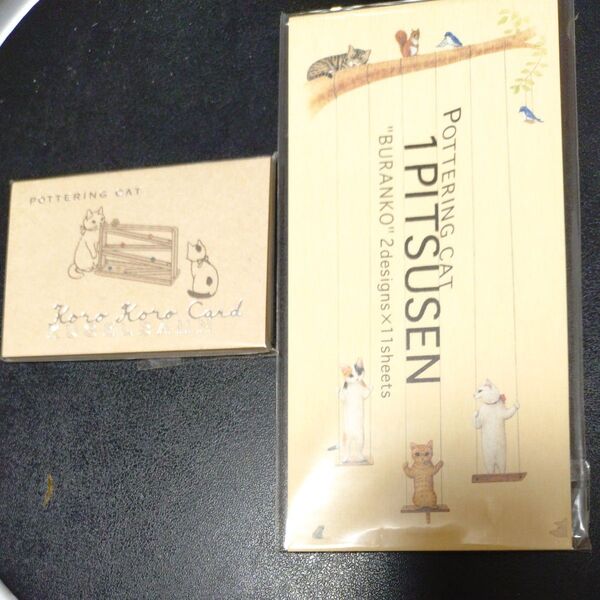 POTTERING CAT
Koro Koro Card
POTTERING CAT
1PITSUSEN
"BURANKO" 2designs×11sheets